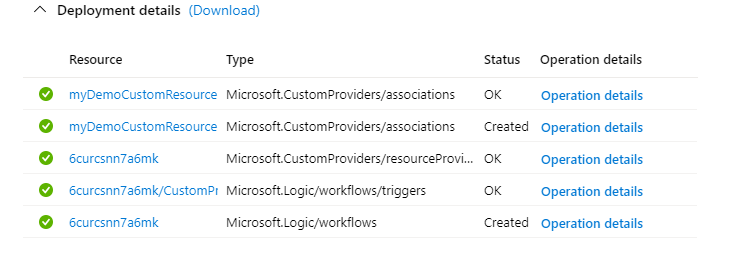 Deployment details (Download)
Resource Type Status Operation details
myDemoCustomResource Microsoft.CustomProviders/associations OK Operation details
myDemoCustomResource Microsoft.CustomProviders/associations Created Operation details
6curcsnn7a6mk Microsoft.CustomProviders/resourceProvi... OK Operation details
6curcsnn7a6mk/CustomPr Microsoft.Logic/workflows/triggers OK Operation details
6curcsnn7a6mk Microsoft.Logic/workflows Created Operation details